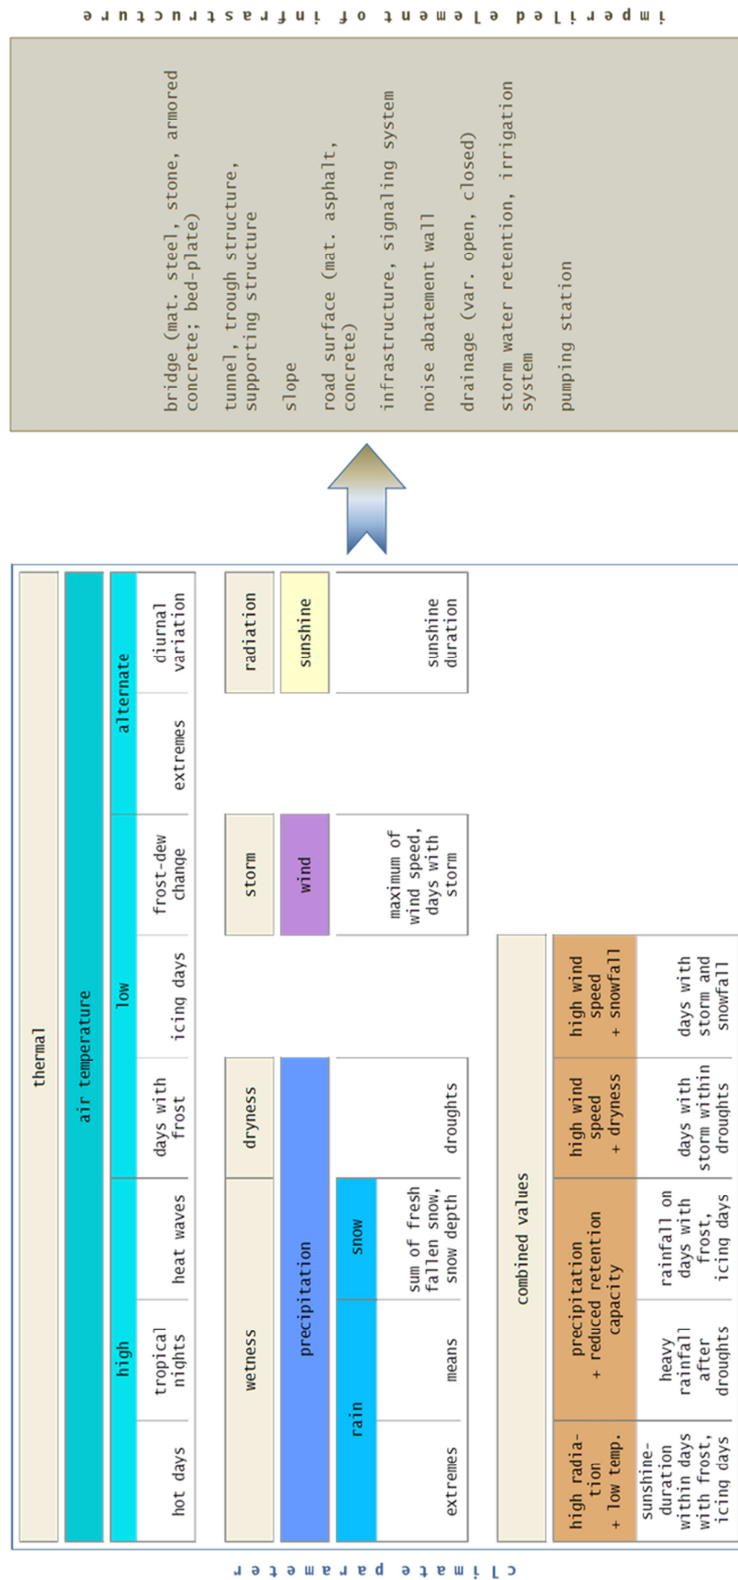 climate parameter
thermal
air temperature
high
low
alternate
hot days
tropical
nights
heat waves
days with
frost
icing days
frost-dew
change
extremes
diurnal
variation
wetness
dryness
storm
radiation
precipitation
wind
sunshine
rain
snow
extremes
means
sum of fresh
fallen snow,
snow depth
droughts
maximum of
wind speed,
days with
storm
sunshine
duration
combined values
high radia-
tion
+ low temp.
precipitation
+ reduced retention
capacity
high wind
speed
+ dryness
high wind
speed
+ snowfall
sunshine-
duration
within days
with frost,
icing days
heavy
rainfall
after
droughts
rainfall on
days with
frost,
icing days
days with
storm within
droughts
days with
storm and
snowfall
bridge (mat. steel, stone, armored
concrete; bed-plate)
tunnel, trough structure,
supporting structure
slope
road surface (mat. asphalt,
concrete)
infrastructure, signaling system
noise abatement wall
drainage (var. open, closed)
storm water retention, irrigation
system
pumping station
imperiled element of infrastructure